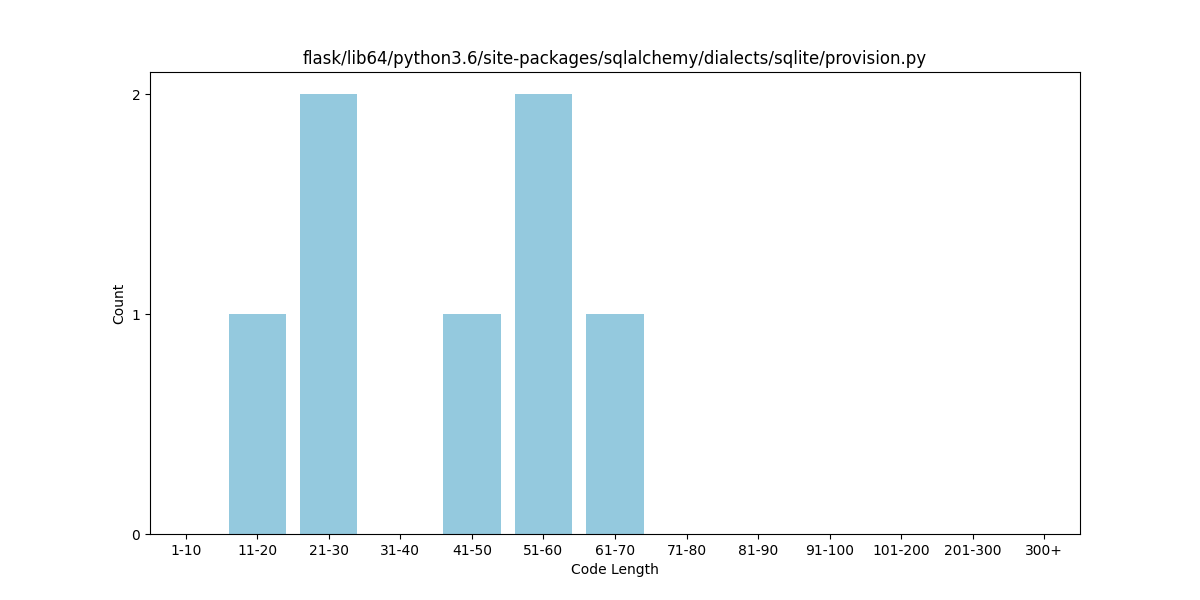 flask/lib64/python3.6/site-packages/sqlalchemy/dialects/sqlite/provision.py
2
1
0
Count
1-10 11-20 21-30 31-40 41-50 51-60 61-70 71-80 81-90 91-100 101-200 201-300 300+
Code Length